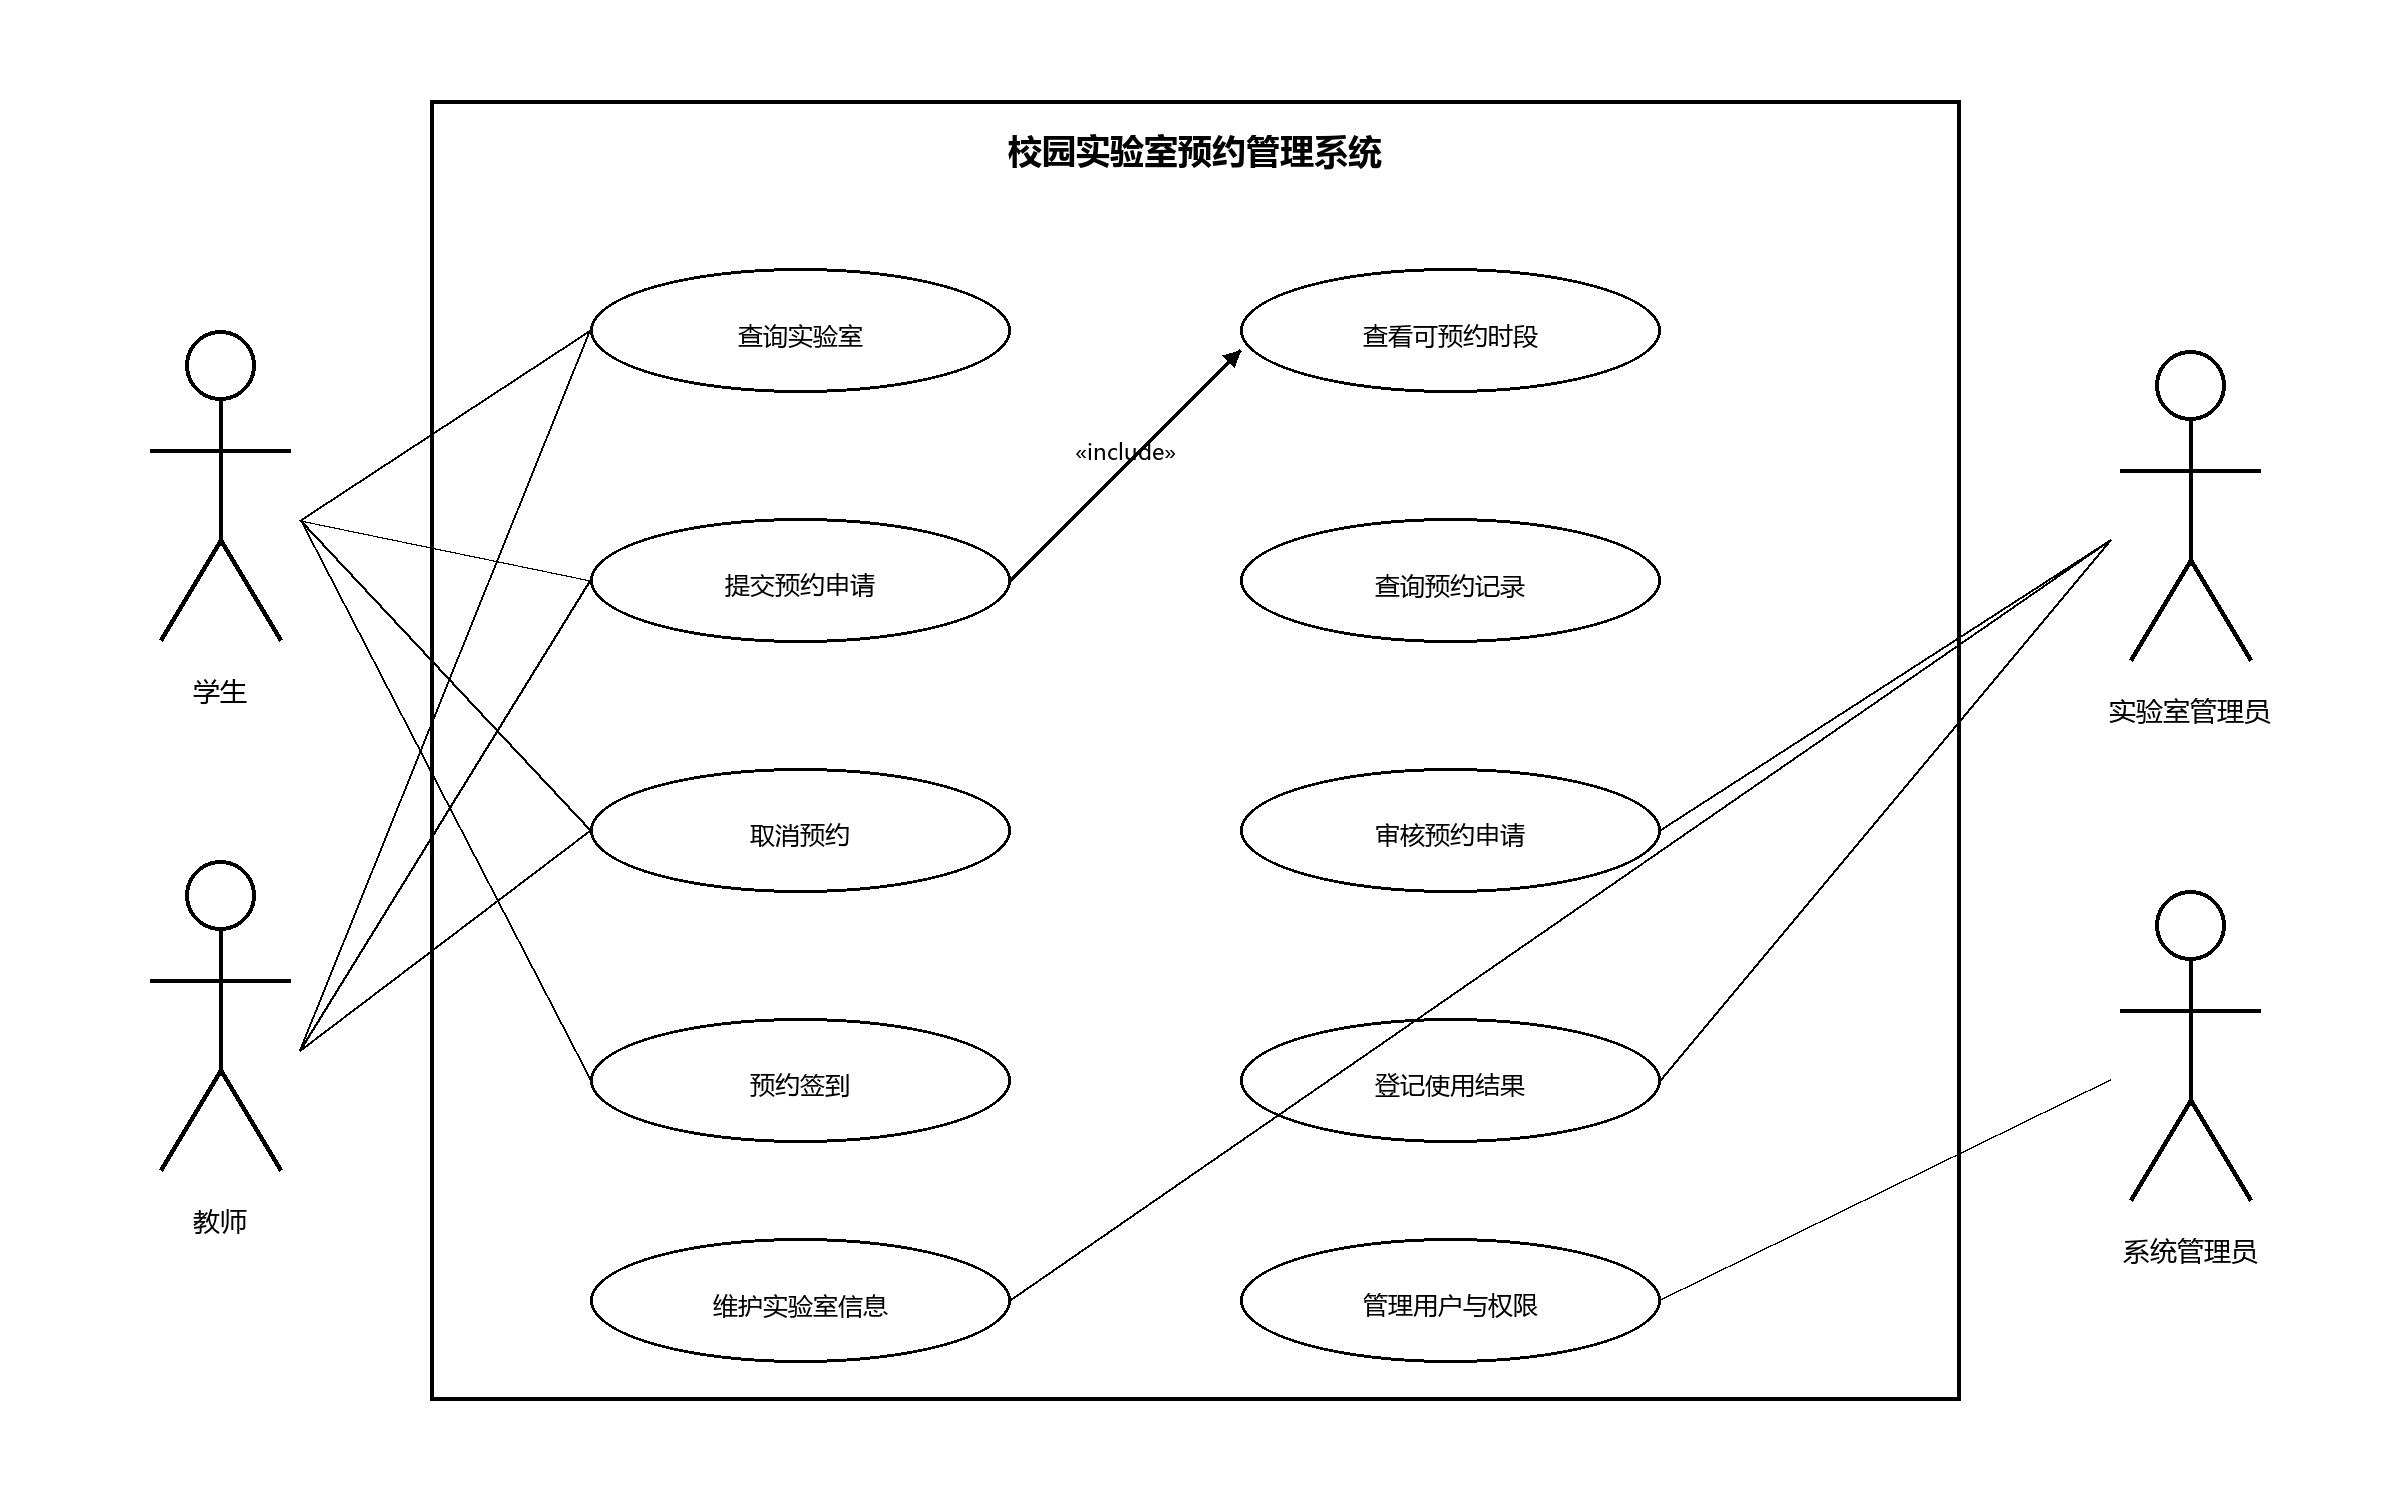 校园实验室预约管理系统
查询实验室
查看可预约时段
«include»
提交预约申请
查询预约记录
学生
实验室管理员
取消预约
审核预约申请
预约签到
登记使用结果
教师
系统管理员
维护实验室信息
管理用户与权限